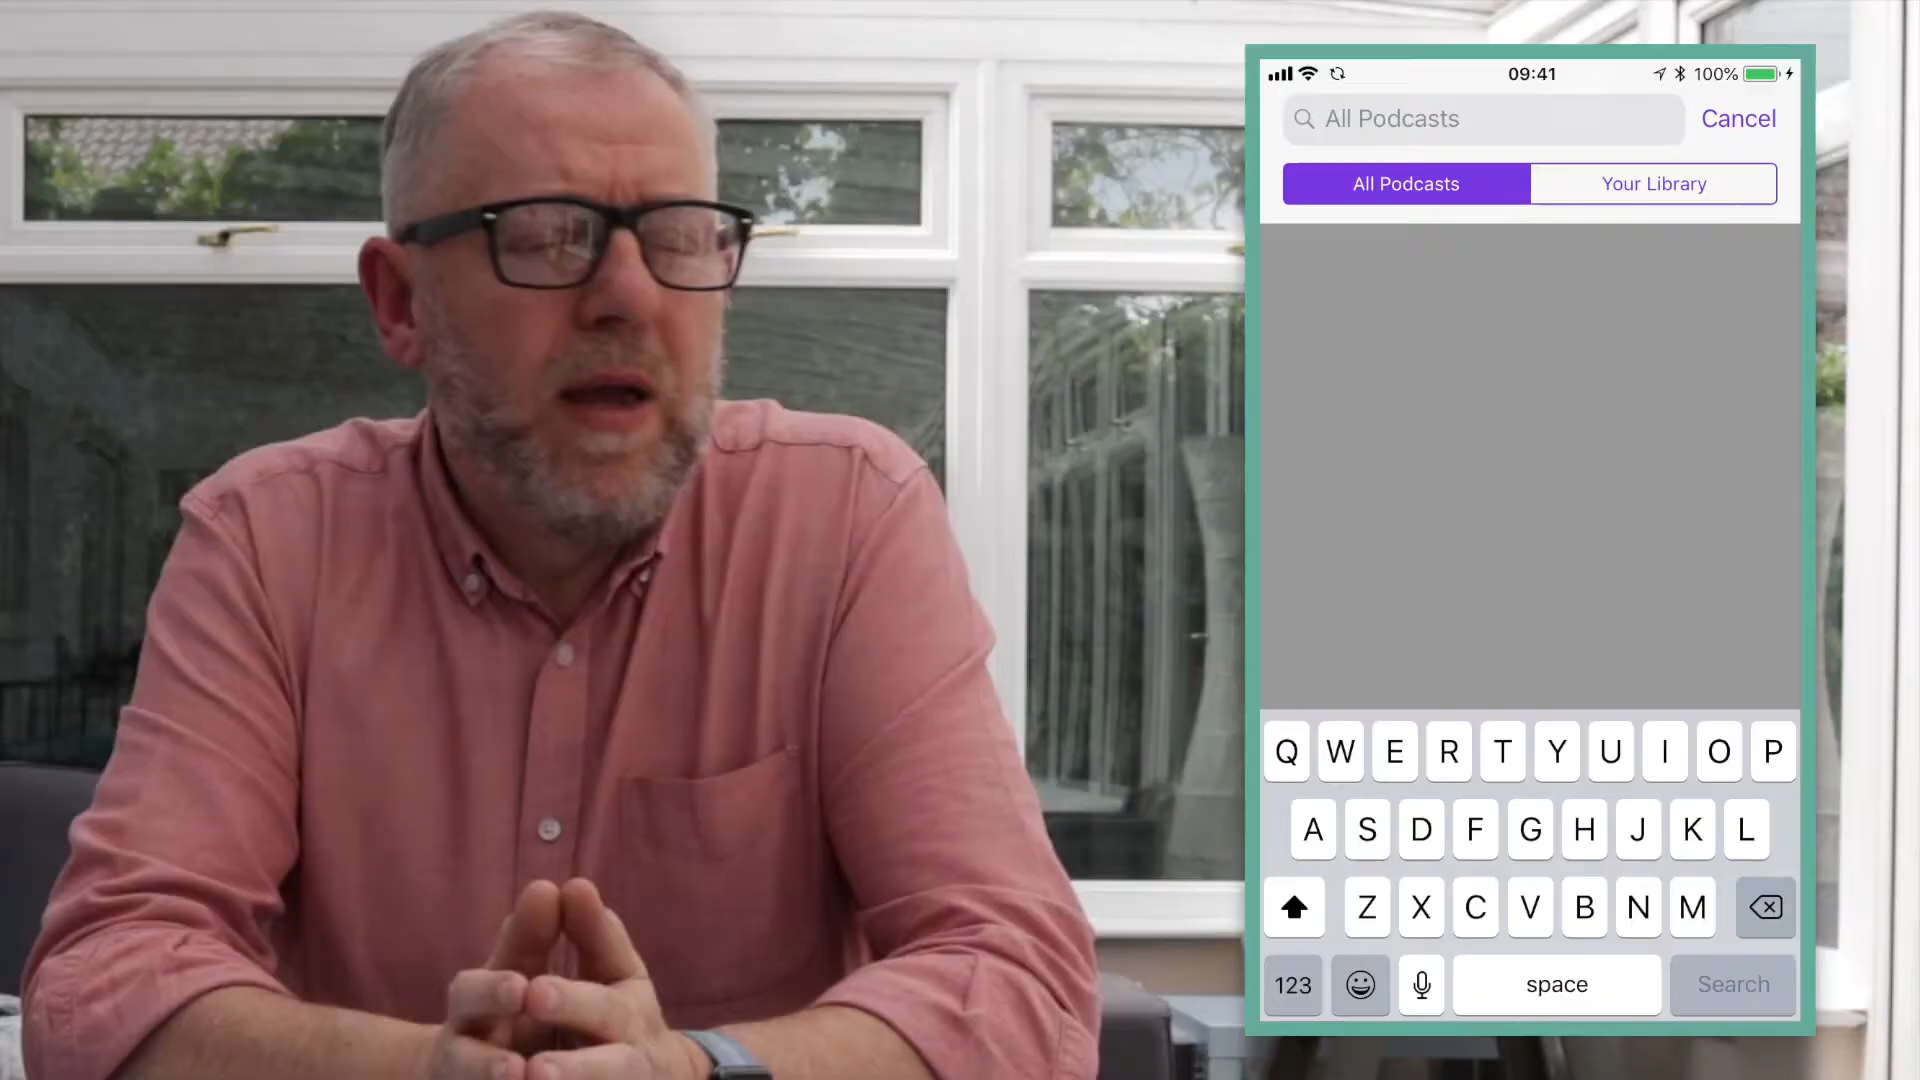 09:41 100%
All Podcasts Cancel
All Podcasts Your Library
Q W E R T Y U I O P
A S D F G H J K L
Z X C V B N M
123 space Search